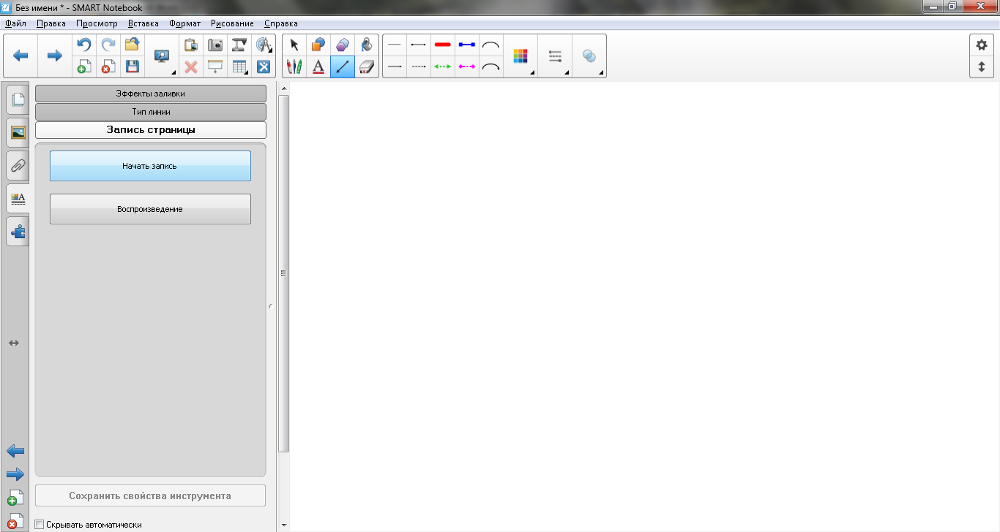 Без имени * - SMART Notebook
Файл Правка Просмотр Вставка Формат Рисование Справка
Эффекты заливки
Тип линии
Запись страницы
Начать запись
Воспроизведение
Сохранить свойства инструмента
Скрывать автоматически